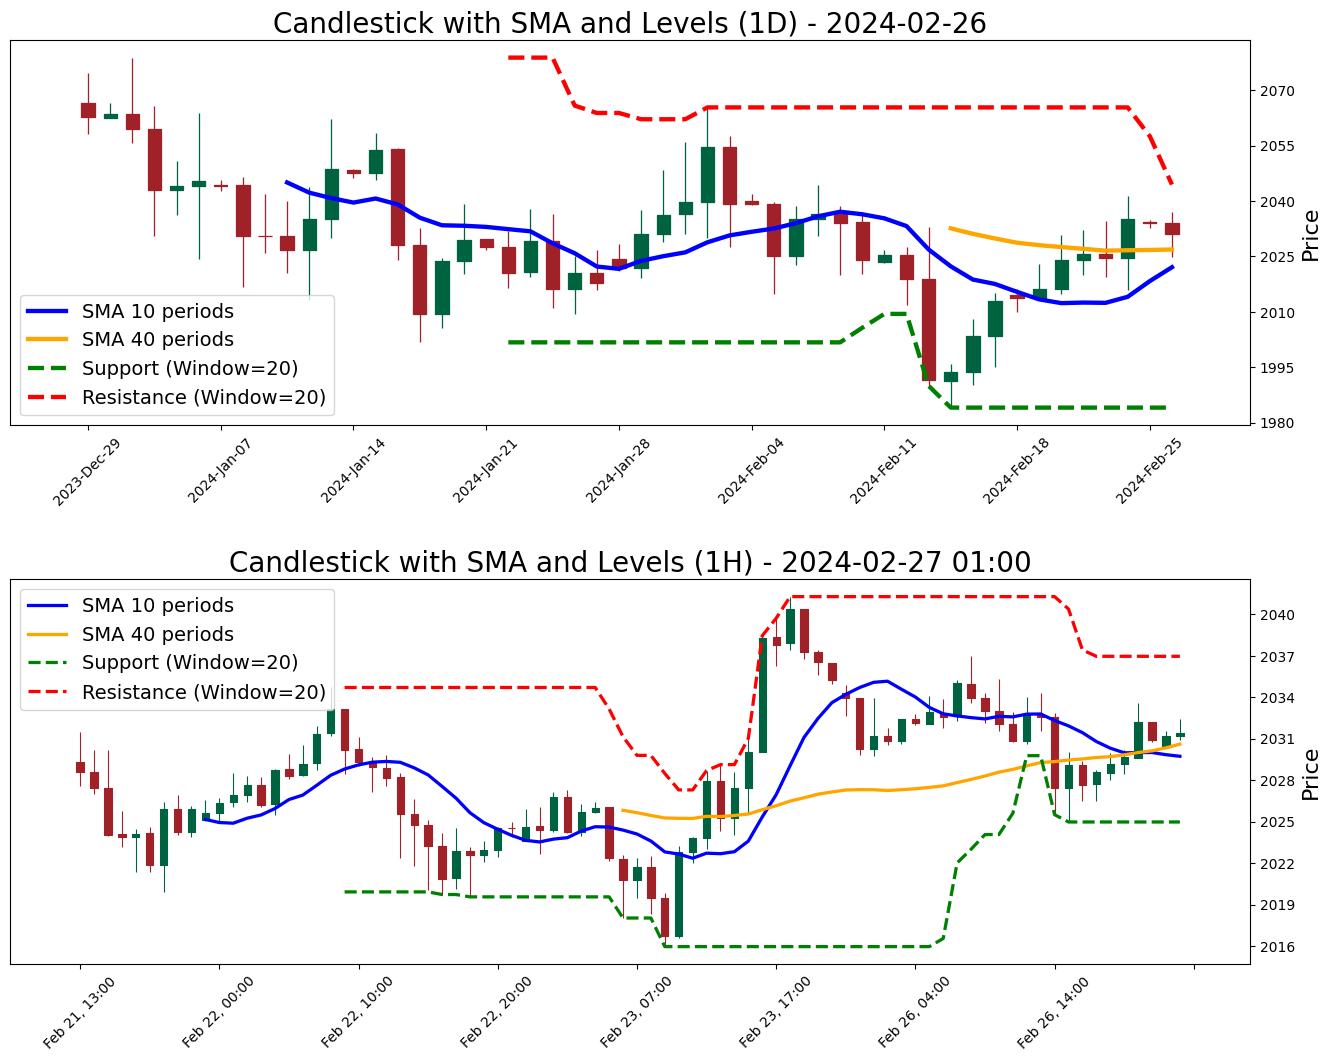 Candlestick with SMA and Levels (1D) - 2024-02-26
2070
2055
2040
2025
2010
1995
1980
Price
SMA 10 periods
SMA 40 periods
Support (Window=20)
Resistance (Window=20)
2023-Dec-29
2024-Jan-07
2024-Jan-14
2024-Jan-21
2024-Jan-28
2024-Feb-04
2024-Feb-11
2024-Feb-18
2024-Feb-25
Candlestick with SMA and Levels (1H) - 2024-02-27 01:00
SMA 10 periods
SMA 40 periods
Support (Window=20)
Resistance (Window=20)
2040
2037
2034
2031
2028
2025
2022
2019
2016
Price
Feb 21, 13:00
Feb 22, 00:00
Feb 22, 10:00
Feb 22, 20:00
Feb 23, 07:00
Feb 23, 17:00
Feb 26, 04:00
Feb 26, 14:00